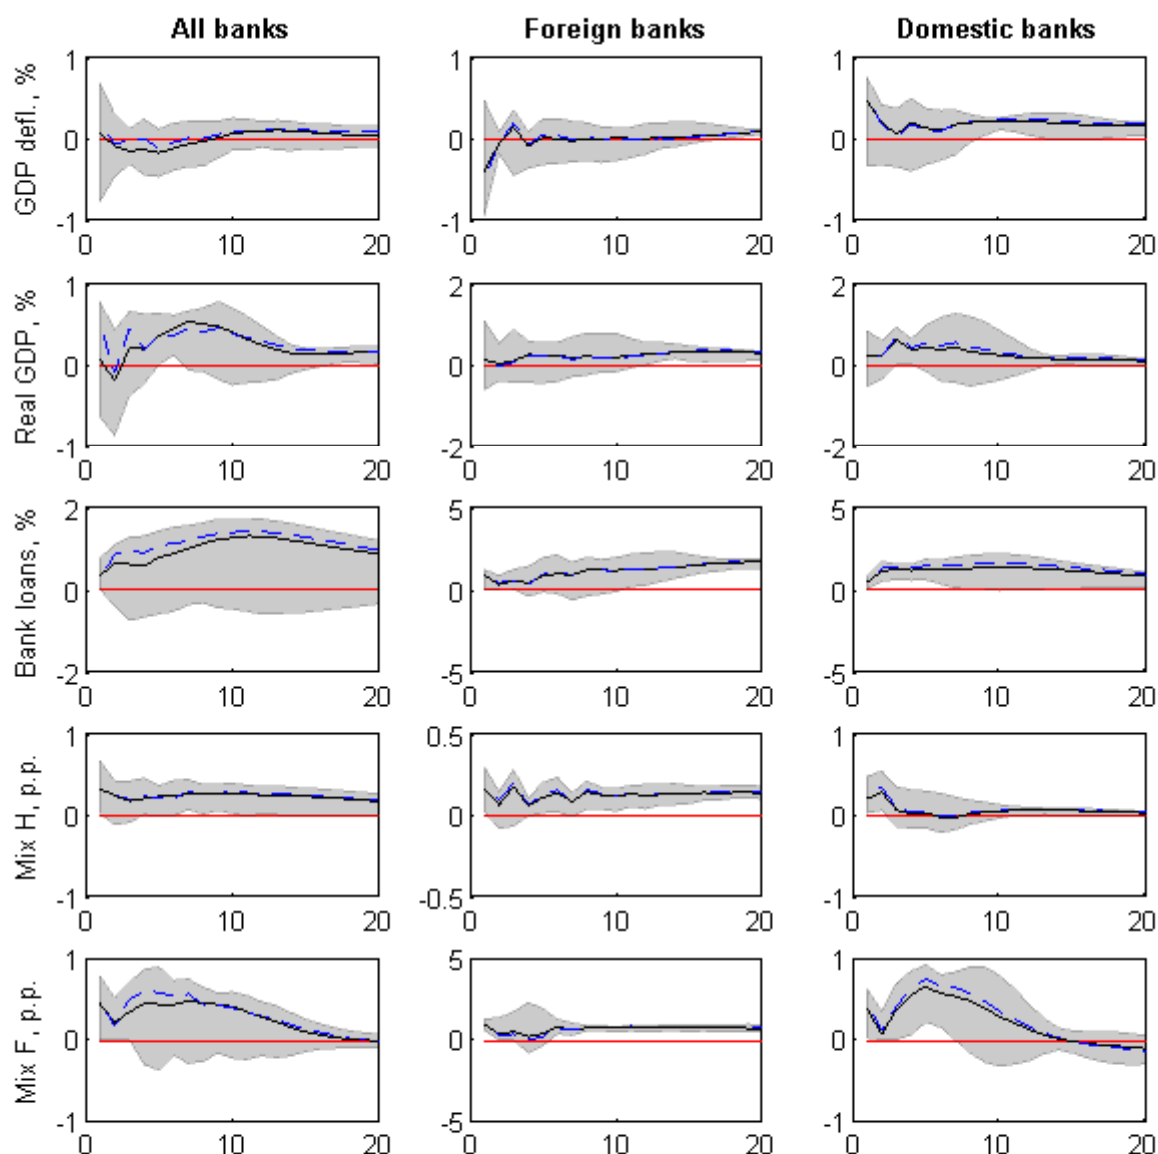 All banks Foreign banks Domestic banks
GDP defl., %
1 0 -1 0 10 20
1 0 -1 0 10 20
1 0 -1 0 10 20
Real GDP, %
1 0 -1 0 10 20
2 0 -2 0 10 20
2 0 -2 0 10 20
Bank loans, %
2 0 -2 0 10 20
5 0 -5 0 10 20
5 0 -5 0 10 20
Mix H, p.p.
1 0 -1 0 10 20
0.5 0 -0.5 0 10 20
1 0 -1 0 10 20
Mix F, p.p.
1 0 -1 0 10 20
5 0 -5 0 10 20
1 0 -1 0 10 20